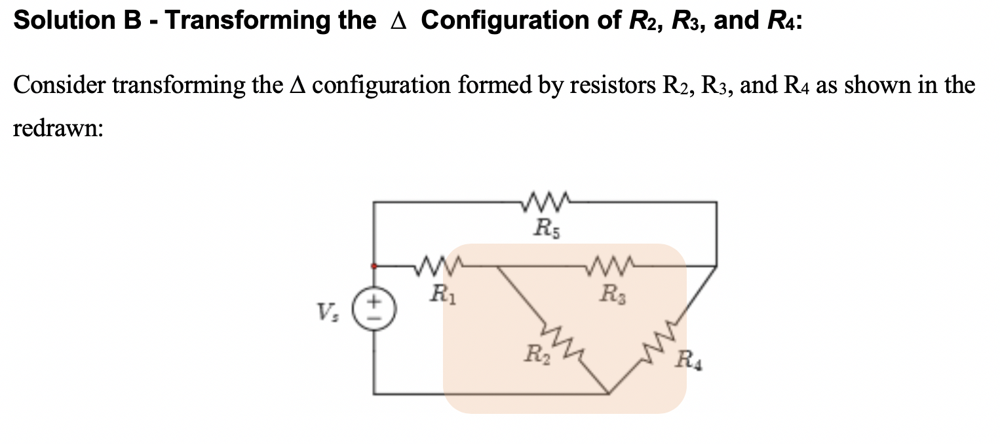 Solution B - Transforming the Δ Configuration of R2, R3, and R4:
Consider transforming the Δ configuration formed by resistors R2, R3, and R4 as shown in the
redrawn:
R5
R1
R3
Vs
+
R2
R4